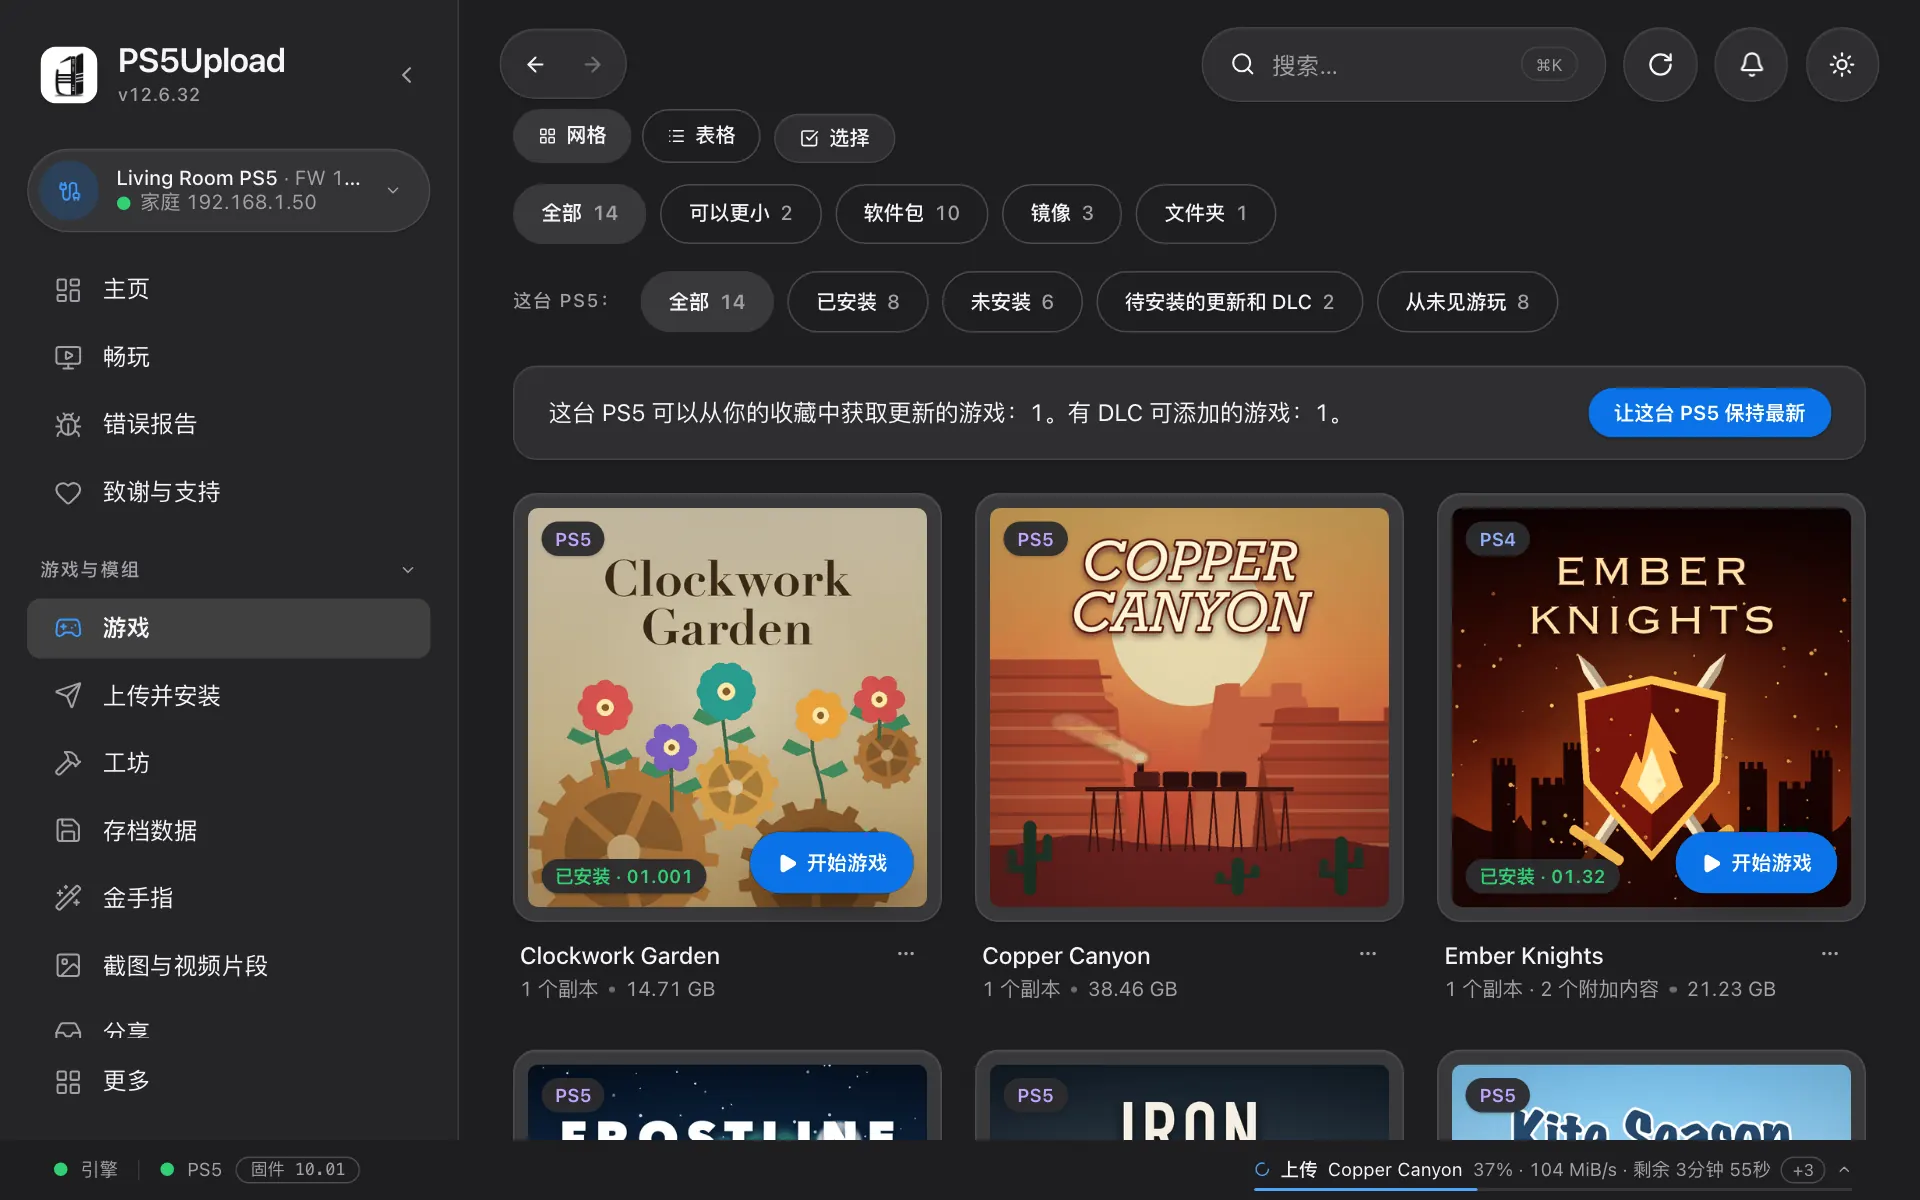 PS5Upload
v12.6.32
Living Room PS5 · FW 1...
家庭 192.168.1.50
主页
畅玩
错误报告
致谢与支持
游戏与模组
游戏
上传并安装
工坊
存档数据
金手指
截图与视频片段
分享
更多
搜索...
⌘K
网格 表格 选择
全部 14 可以更小 2 软件包 10 镜像 3 文件夹 1
这台 PS5: 全部 14 已安装 8 未安装 6 待安装的更新和 DLC 2 从未见游玩 8
这台 PS5 可以从你的收藏中获取更新的游戏：1。有 DLC 可添加的游戏：1。
让这台 PS5 保持最新
PS5
Clockwork
Garden
已安装 · 01.001
开始游戏
Clockwork Garden ···
1 个副本 • 14.71 GB
PS5
COPPER
CANYON
Copper Canyon ···
1 个副本 • 38.46 GB
PS4
EMBER
KNIGHTS
已安装 · 01.32
开始游戏
Ember Knights ···
1 个副本 · 2 个附加内容 • 21.23 GB
PS5
FROSTLINE
PS5
IRON
PS5
Kite Season
引擎
PS5
固件 10.01
上传 Copper Canyon 37% · 104 MiB/s · 剩余 3分钟 55秒 +3